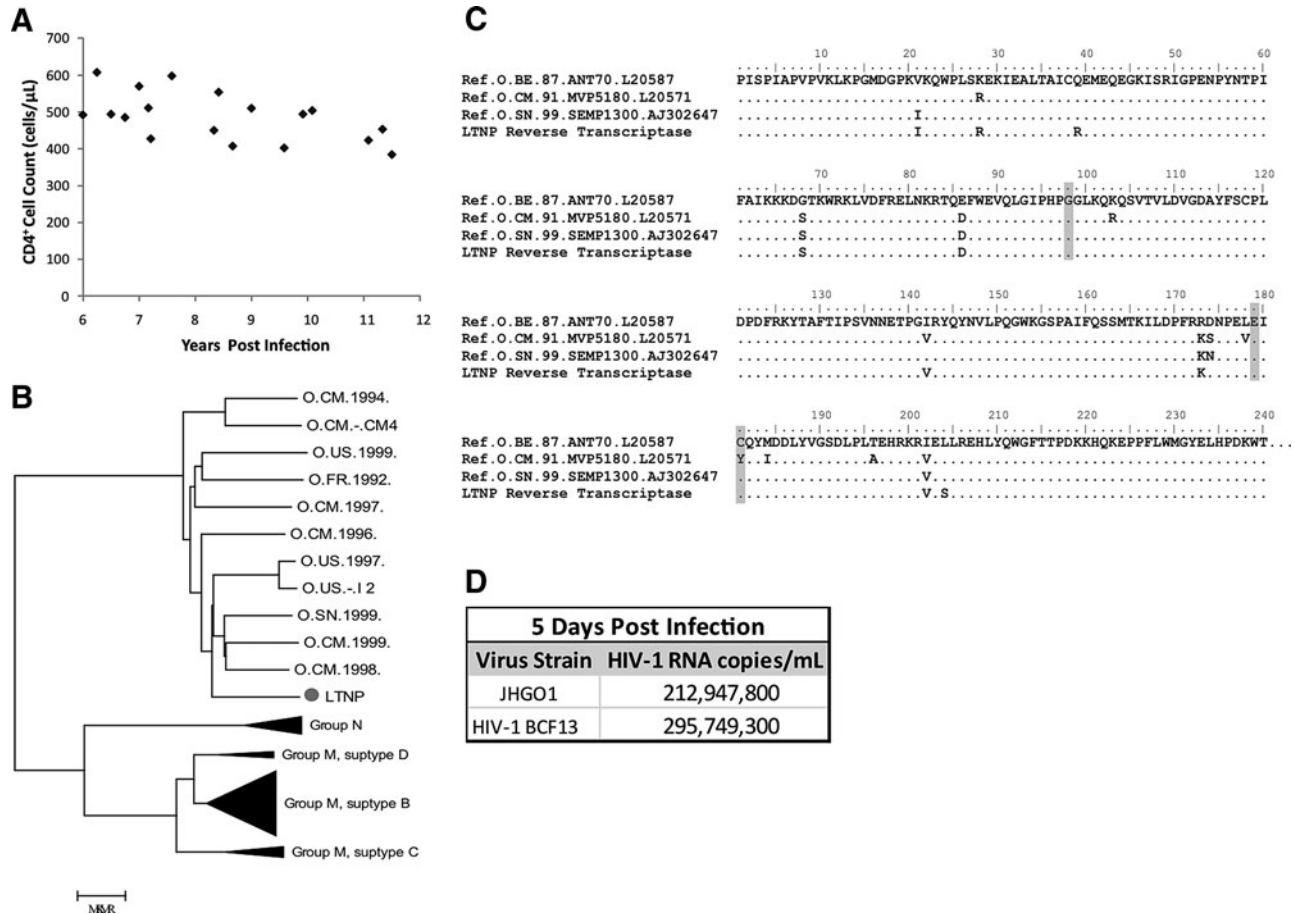 A
700
600
500
400
300
200
100
0
CD4+ Cell Count (cells/µL)
6 7 8 9 10 11 12
Years Post Infection
B
O.CM.1994.
O.CM.-.CM4
O.US.1999.
O.FR.1992.
O.CM.1997.
O.CM.1996.
O.US.1997.
O.US.-.I 2
O.SN.1999.
O.CM.1999.
O.CM.1998.
LTNP
Group N
Group M, suptype D
Group M, suptype B
Group M, suptype C
C
10 20 30 40 50 60
Ref.O.BE.87.ANT70.L20587 PISPIAPVPVKLKPGMDGPKVKQWPLSKEKIEALTAICQEMEQEGKISRIGPENPYNTPI
Ref.O.CM.91.MVP5180.L20571 ...........................R................................
Ref.O.SN.99.SEMP1300.AJ302647 ....................I.......................................
LTNP Reverse Transcriptase ....................I......R..........R.....................
70 80 90 100 110 120
Ref.O.BE.87.ANT70.L20587 FAIKKKDGTKWRKLVDFRELNKRTQEFWEVQLGIPHPGGLKQKQSVTVLDVGDAYFSCPL
Ref.O.CM.91.MVP5180.L20571 .......S.................D................R.................
Ref.O.SN.99.SEMP1300.AJ302647 .......S.................D..................................
LTNP Reverse Transcriptase .......S.................D..................................
130 140 150 160 170 180
Ref.O.BE.87.ANT70.L20587 DPDFRKYTAFTIPSVNNETPGIRYQYNVLPQGWKGSPAIFQSSMTKILDPFRRDNPELEI
Ref.O.CM.91.MVP5180.L20571 .....................V..............................KS...V..
Ref.O.SN.99.SEMP1300.AJ302647 ....................................................KN......
LTNP Reverse Transcriptase .....................V..............................K.......
190 200 210 220 230 240
Ref.O.BE.87.ANT70.L20587 CQYMDDLYVGSDLPLTEHRKRIELLREHLYQWGFTTPDKKHQKEPPFLWMGYELHPDKWT...
Ref.O.CM.91.MVP5180.L20571 Y..I...........A.....V......................................
Ref.O.SN.99.SEMP1300.AJ302647 .....................V......................................
LTNP Reverse Transcriptase .....................V.S....................................
D
5 Days Post Infection
Virus Strain HIV-1 RNA copies/mL
JHGO1 212,947,800
HIV-1 BCF13 295,749,300